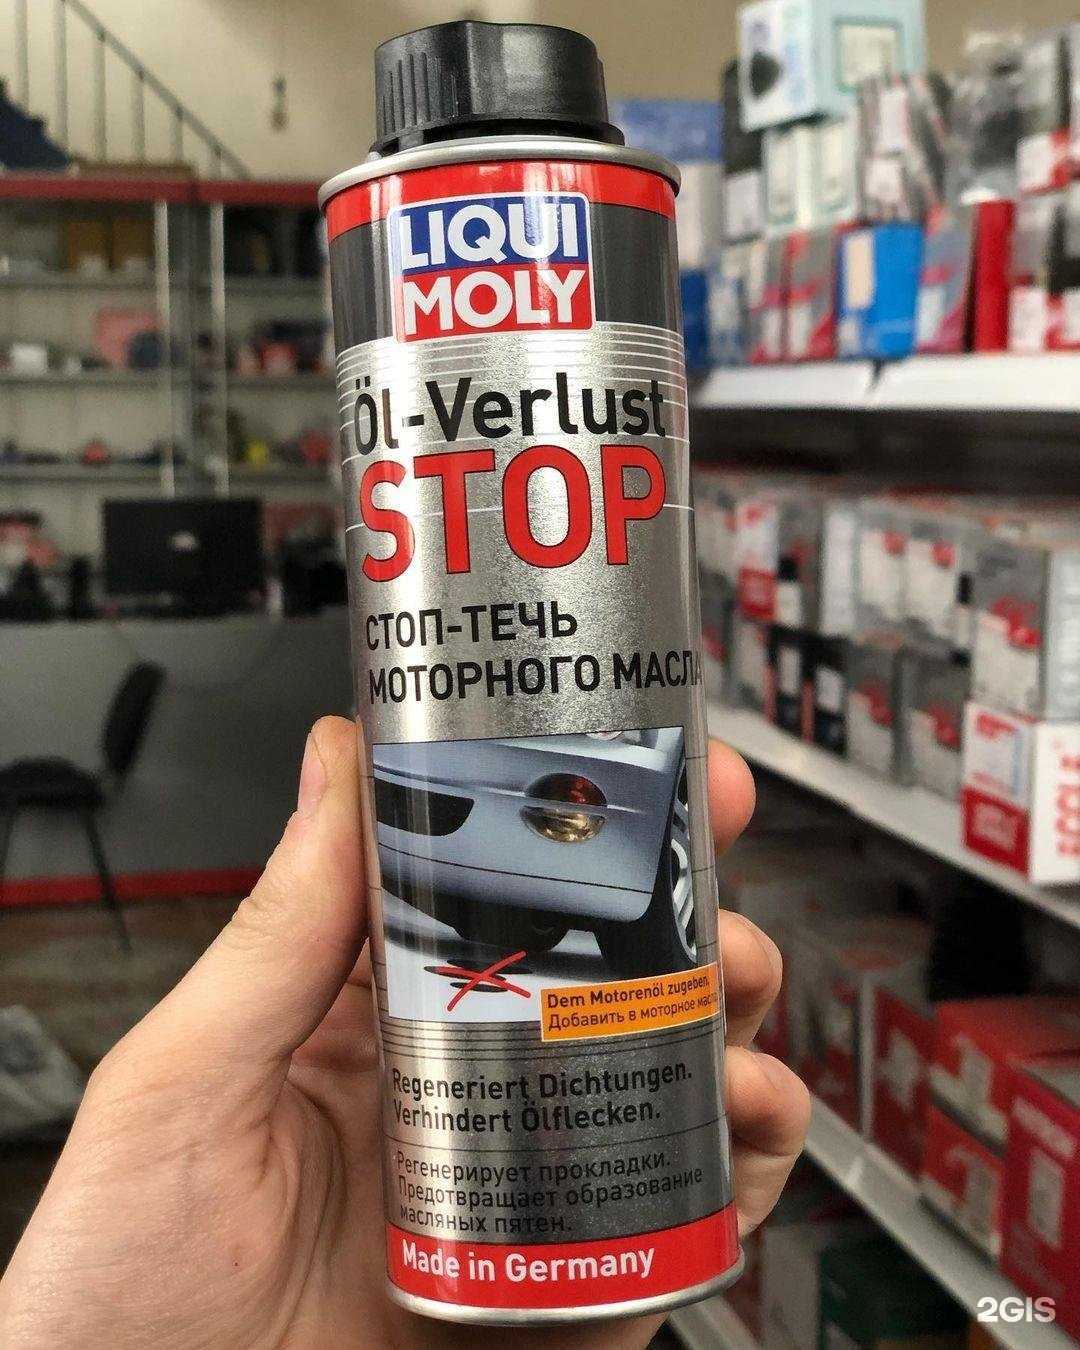 LIQUI
MOLY
Öl-Verlust
STOP
СТОП-ТЕЧЬ
МОТОРНОГО МАСЛА
Dem Motorenöl zugeben.
Добавить в моторное масло.
Regeneriert Dichtungen.
Verhindert Ölflecken.
Регенерирует прокладки.
Предотвращает образование
масляных пятен.
Made in Germany
2GIS